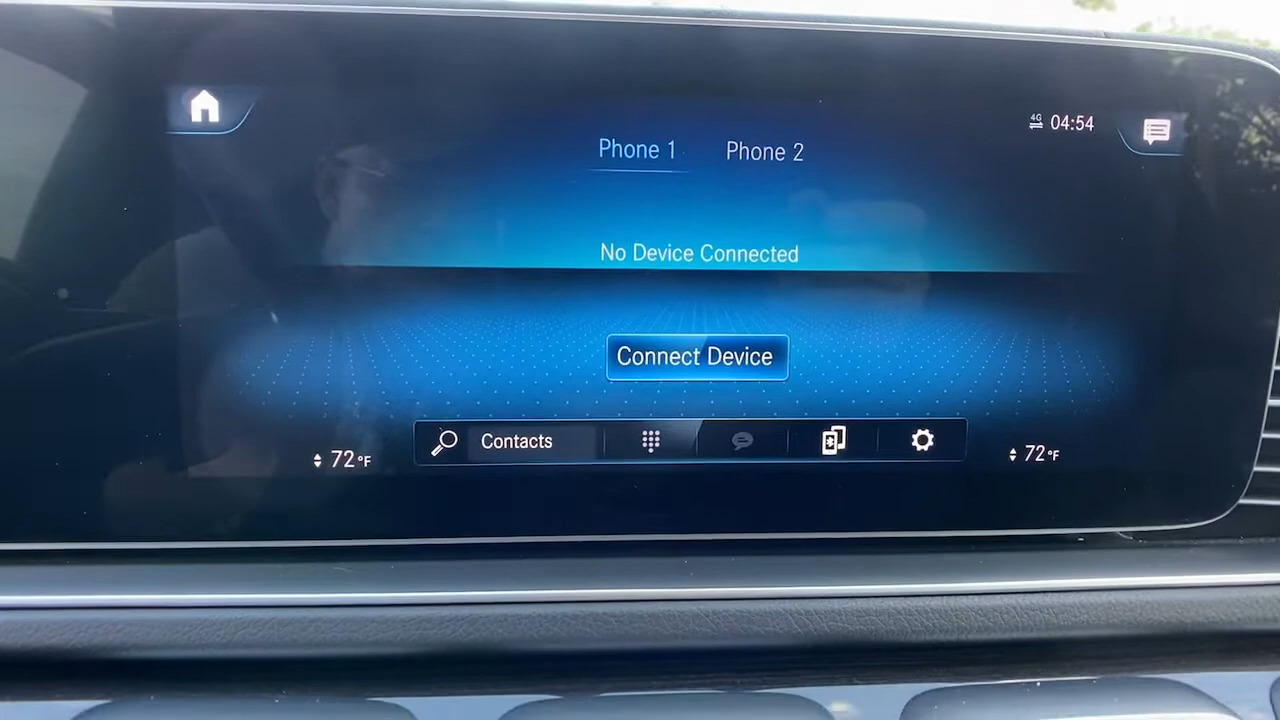 4G 04:54
Phone 1 Phone 2
No Device Connected
Connect Device
Contacts
72°F 72°F